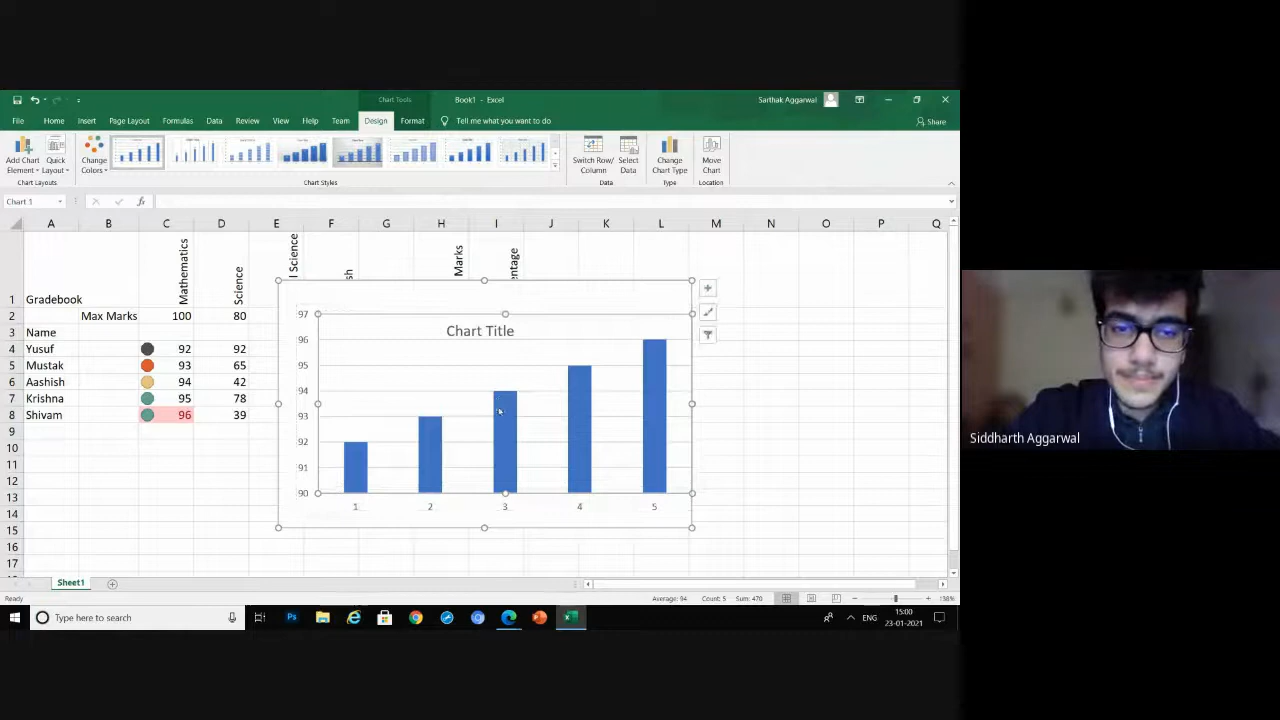 Chart Tools
Book1 - Excel
Sarthak Aggarwal
File Home Insert Page Layout Formulas Data Review View Help Team Design Format Tell me what you want to do
Share
Add Chart Element
Quick Layout
Change Colors
Switch Row/ Column
Select Data
Change Chart Type
Move Chart
Chart Layouts
Chart Styles
Data
Type
Location
Chart 1
fx
A B C D E F G H I J K L M N O P Q
1 Gradebook Mathematics Science l Science sh Marks entage
2 Max Marks 100 80
3 Name
4 Yusuf 92 92
5 Mustak 93 65
6 Aashish 94 42
7 Krishna 95 78
8 Shivam 96 39
9
10
11
12
13
14
15
16
17
Chart Title
97
96
95
94
93
92
91
90
1 2 3 4 5
Siddharth Aggarwal
Sheet1
Ready
Average: 94 Count: 5 Sum: 470
138%
Type here to search
Ps
ENG
15:00
23-01-2021